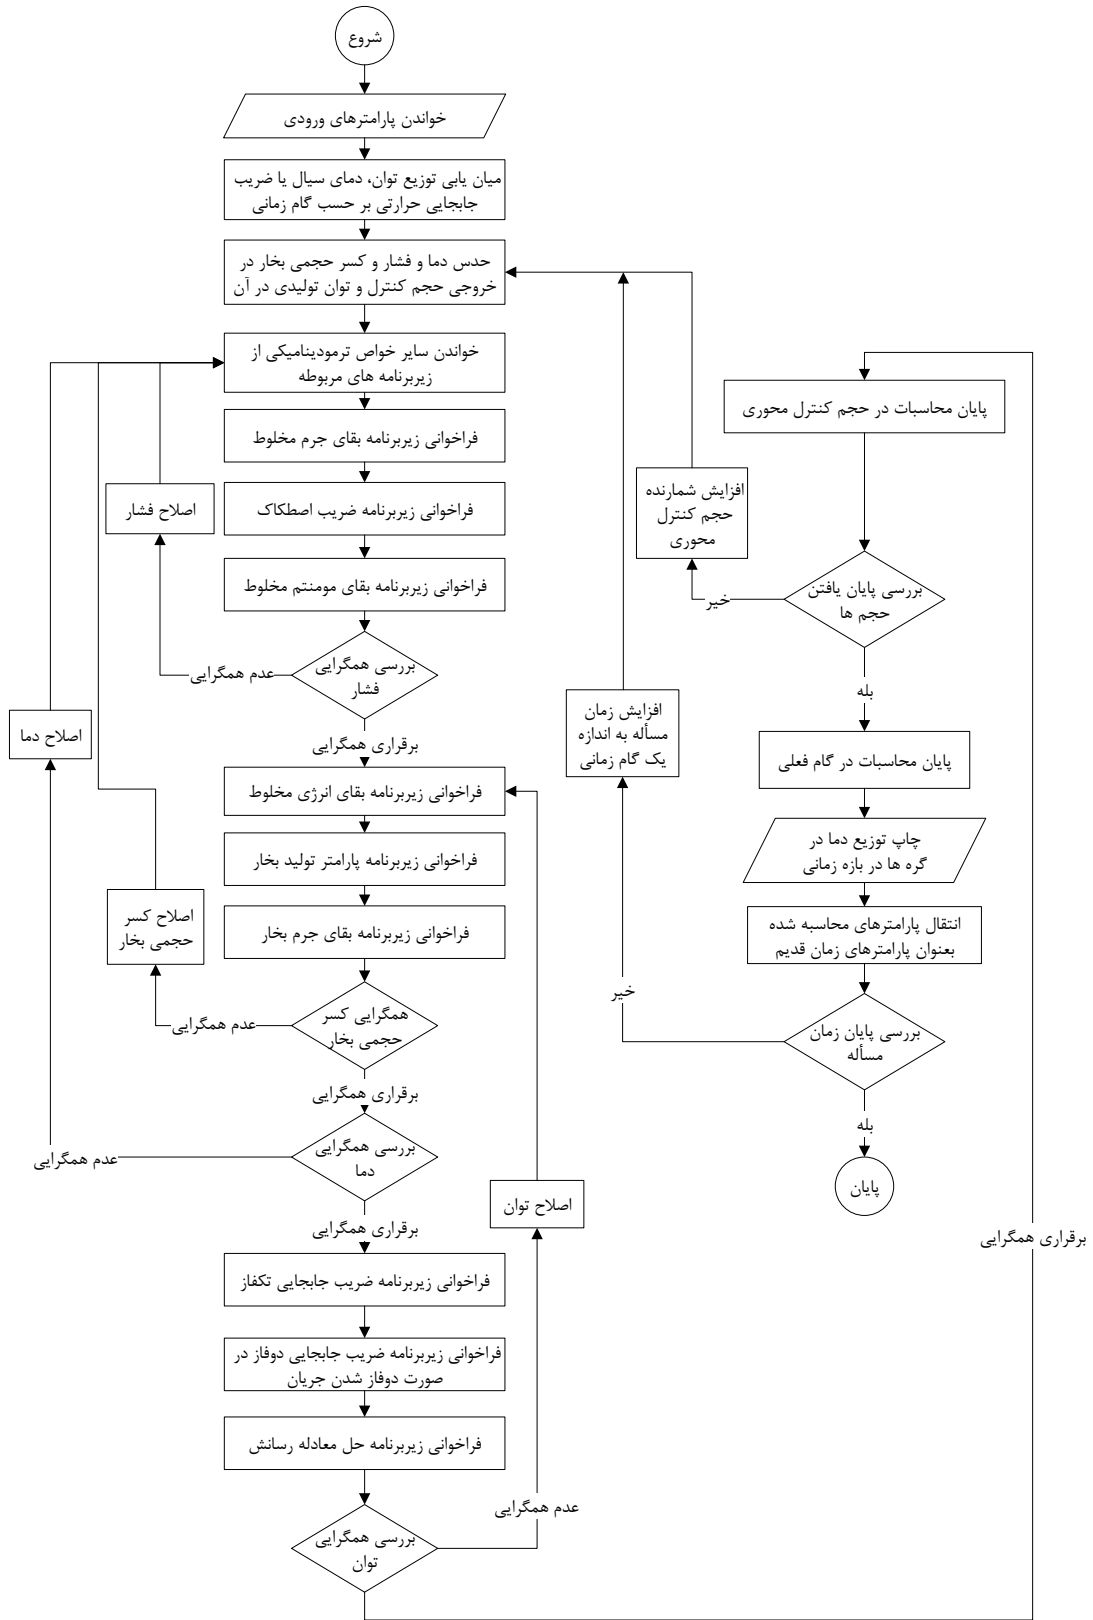 شروع
خواندن پارامترهای ورودی
میان یابی توزیع توان، دمای سیال یا ضریب
جابجایی حرارتی بر حسب گام زمانی
حدس دما و فشار و کسر حجمی بخار در
خروجی حجم کنترل و توان تولیدی در آن
خواندن سایر خواص ترمودینامیکی از
زیربرنامه های مربوطه
فراخوانی زیربرنامه بقای جرم مخلوط
فراخوانی زیربرنامه ضریب اصطکاک
اصلاح فشار
فراخوانی زیربرنامه بقای مومنتم مخلوط
بررسی همگرایی
فشار
عدم همگرایی
برقراری همگرایی
اصلاح دما
فراخوانی زیربرنامه بقای انرژی مخلوط
فراخوانی زیربرنامه پارامتر تولید بخار
فراخوانی زیربرنامه بقای جرم بخار
اصلاح کسر
حجمی بخار
همگرایی کسر
حجمی بخار
عدم همگرایی
برقراری همگرایی
بررسی همگرایی
دما
عدم همگرایی
برقراری همگرایی
اصلاح توان
فراخوانی زیربرنامه ضریب جابجایی تکفاز
فراخوانی زیربرنامه ضریب جابجایی دوفاز در
صورت دوفاز شدن جریان
فراخوانی زیربرنامه حل معادله رسانش
بررسی همگرایی
توان
عدم همگرایی
برقراری همگرایی
پایان محاسبات در حجم کنترل محوری
افزایش شمارنده
حجم کنترل
محوری
بررسی پایان یافتن
حجم ها
خیر
بله
افزایش زمان
مسأله به اندازه
یک گام زمانی
پایان محاسبات در گام فعلی
چاپ توزیع دما در
گره ها در بازه زمانی
انتقال پارامترهای محاسبه شده
بعنوان پارامترهای زمان قدیم
بررسی پایان زمان
مسأله
خیر
بله
پایان